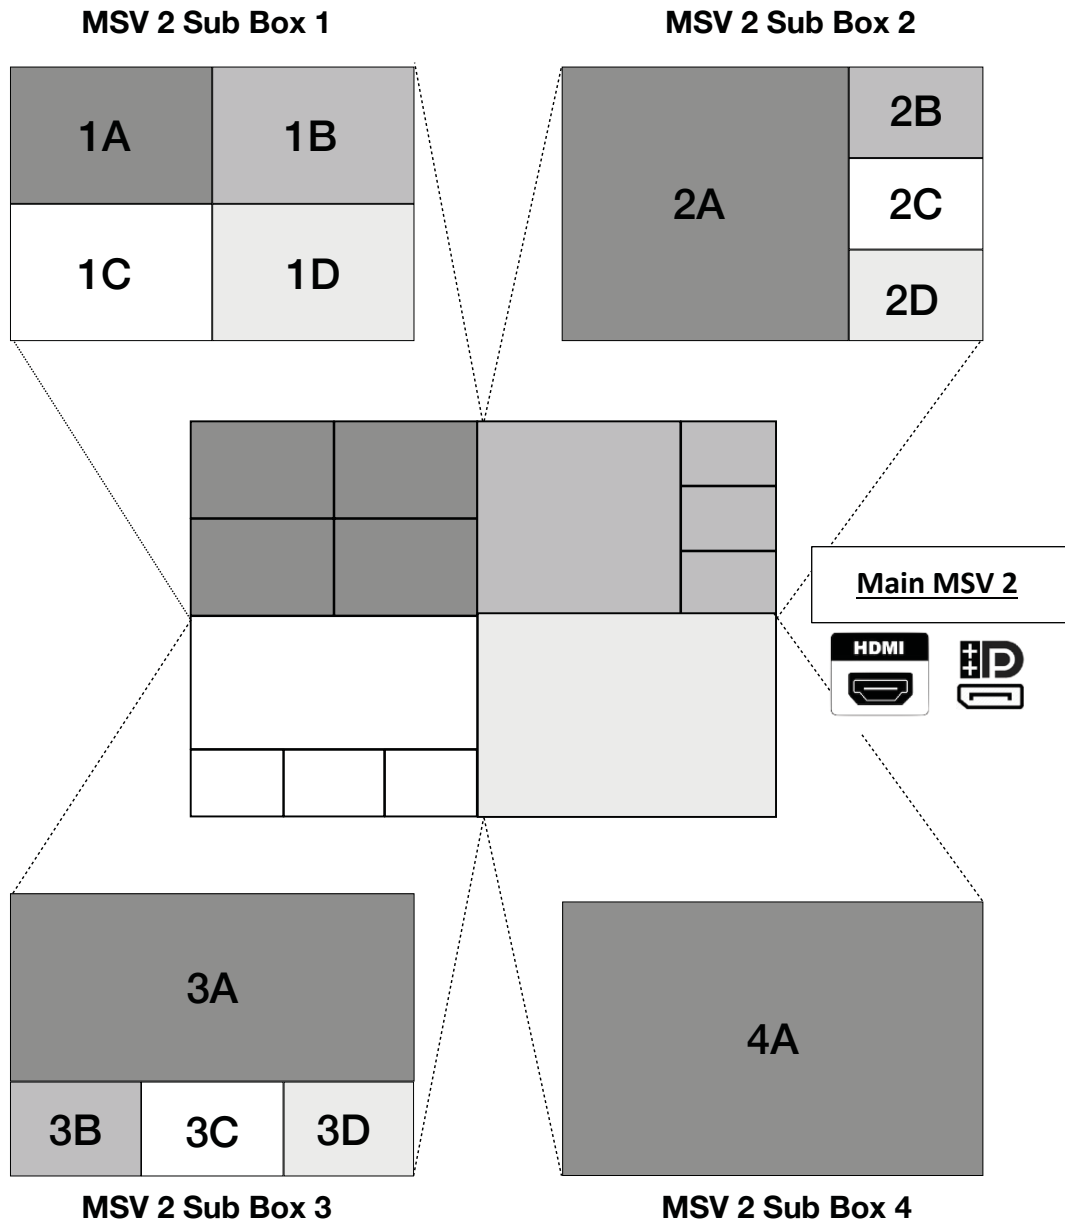 MSV 2 Sub Box 1
MSV 2 Sub Box 2
1A
1B
1C
1D
2A
2B
2C
2D
Main MSV 2
HDMI
3A
3B
3C
3D
4A
MSV 2 Sub Box 3
MSV 2 Sub Box 4